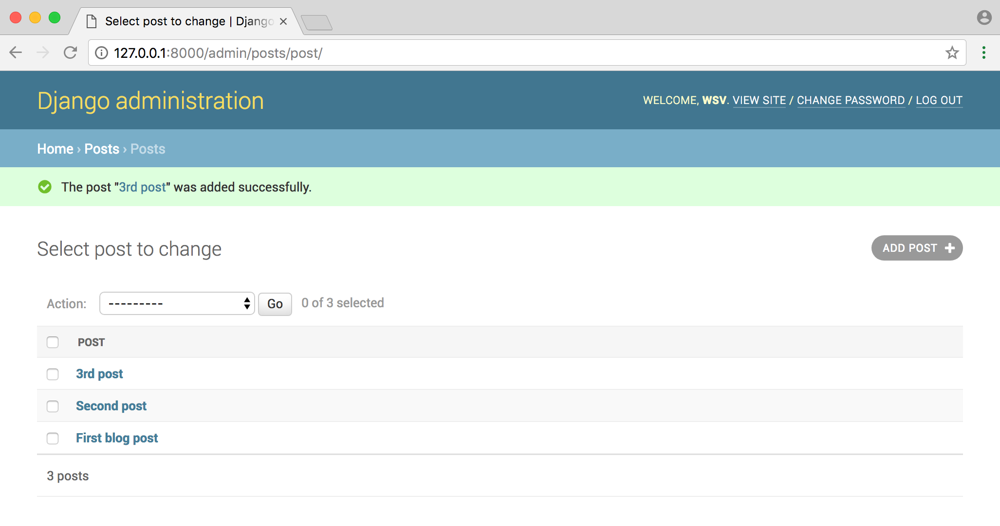 Select post to change | Django
127.0.0.1:8000/admin/posts/post/
Django administration
WELCOME, WSV. VIEW SITE / CHANGE PASSWORD / LOG OUT
Home › Posts › Posts
The post "3rd post" was added successfully.
Select post to change
ADD POST
Action: --------- Go 0 of 3 selected
POST
3rd post
Second post
First blog post
3 posts